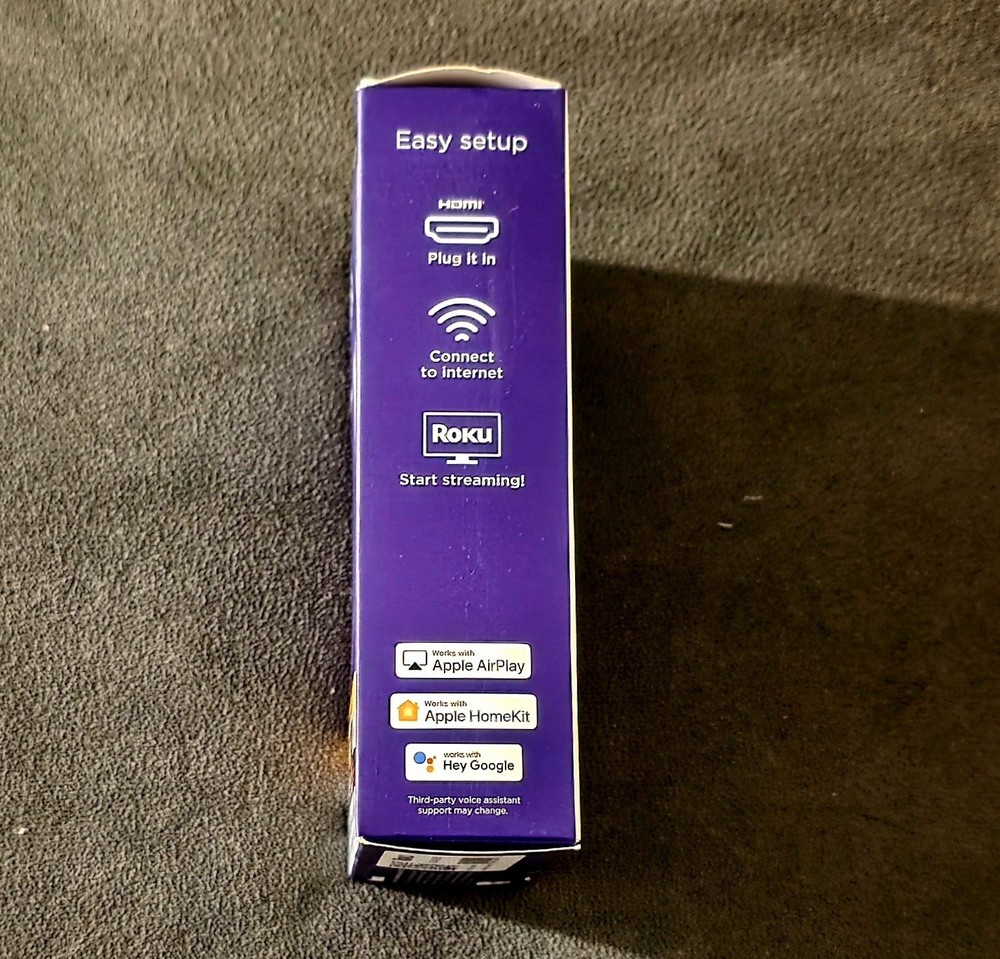 Easy setup
HDMI
Plug it in
Connect
to internet
Roku
Start streaming!
Works with
Apple AirPlay
Works with
Apple HomeKit
works with
Hey Google
Third-party voice assistant
support may change.